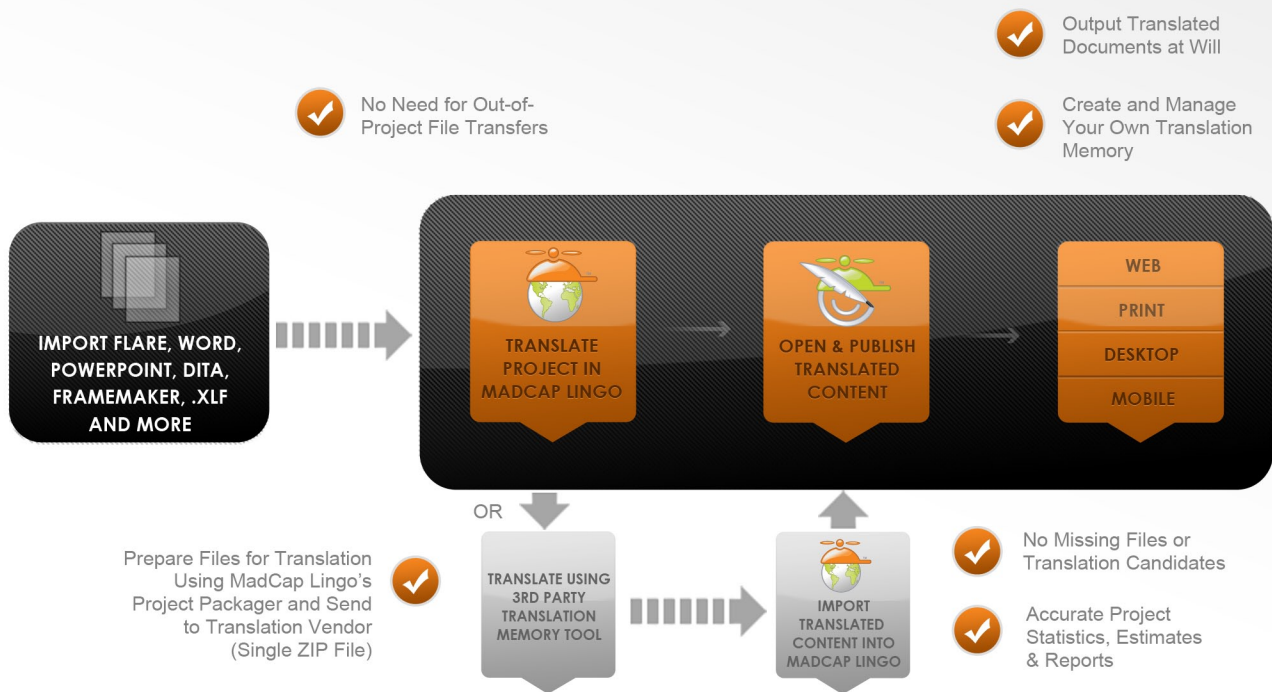 Output Translated
Documents at Will
No Need for Out-of-
Project File Transfers
Create and Manage
Your Own Translation
Memory
IMPORT FLARE, WORD,
POWERPOINT, DITA,
FRAMEMAKER, .XLF
AND MORE
TRANSLATE
PROJECT IN
MADCAP LINGO
OPEN & PUBLISH
TRANSLATED
CONTENT
WEB
PRINT
DESKTOP
MOBILE
OR
Prepare Files for Translation
Using MadCap Lingo's
Project Packager and Send
to Translation Vendor
(Single ZIP File)
TRANSLATE USING
3RD PARTY
TRANSLATION
MEMORY TOOL
IMPORT
TRANSLATED
CONTENT INTO
MADCAP LINGO
No Missing Files or
Translation Candidates
Accurate Project
Statistics, Estimates
& Reports